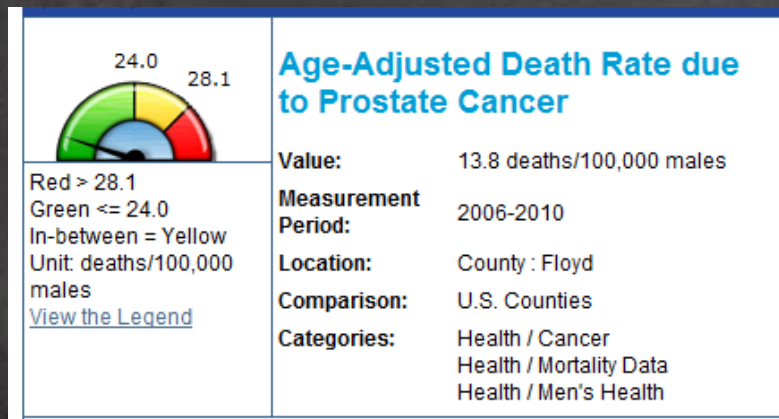 24.0
28.1
Red > 28.1
Green <= 24.0
In-between = Yellow
Unit: deaths/100,000
males
View the Legend
Age-Adjusted Death Rate due
to Prostate Cancer
Value: 13.8 deaths/100,000 males
Measurement
Period: 2006-2010
Location: County : Floyd
Comparison: U.S. Counties
Categories: Health / Cancer
Health / Mortality Data
Health / Men's Health